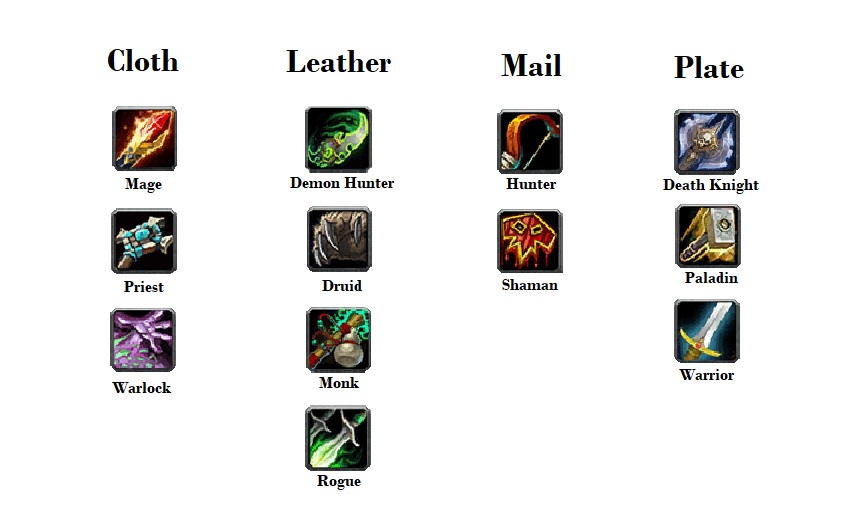 Cloth
Mage
Priest
Warlock
Leather
Demon Hunter
Druid
Monk
Rogue
Mail
Hunter
Shaman
Plate
Death Knight
Paladin
Warrior